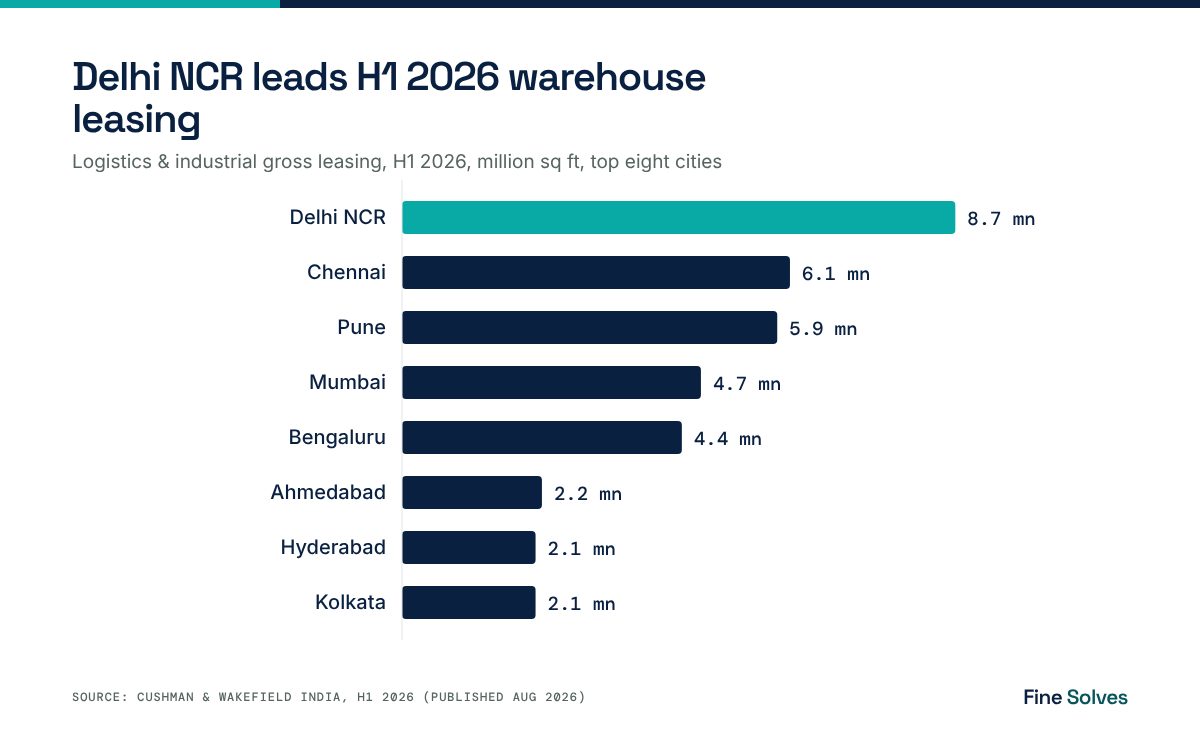 Delhi NCR leads H1 2026 warehouse
leasing
Logistics & industrial gross leasing, H1 2026, million sq ft, top eight cities
Delhi NCR 8.7 mn
Chennai 6.1 mn
Pune 5.9 mn
Mumbai 4.7 mn
Bengaluru 4.4 mn
Ahmedabad 2.2 mn
Hyderabad 2.1 mn
Kolkata 2.1 mn
SOURCE: CUSHMAN & WAKEFIELD INDIA, H1 2026 (PUBLISHED AUG 2026)
Fine Solves